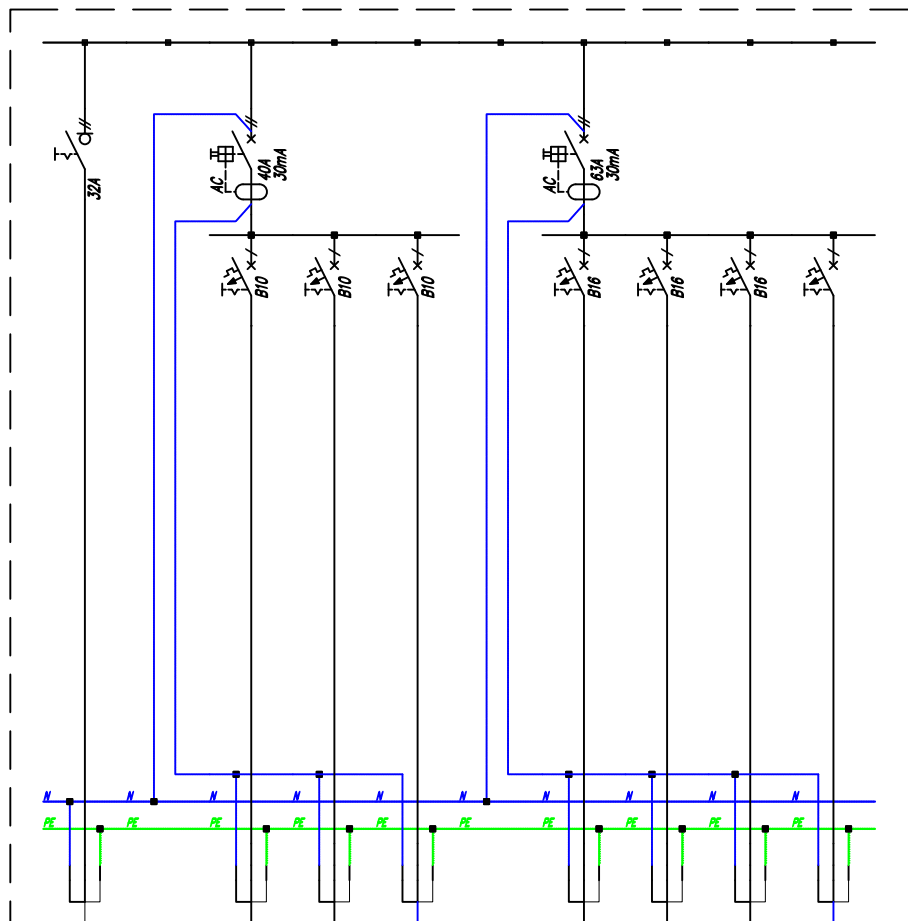 32A
AC
40A
30mA
AC
63A
30mA
B10
B10
B10
B16
B16
B16
N N N N N N N N N
PE PE PE PE PE PE PE PE PE PE